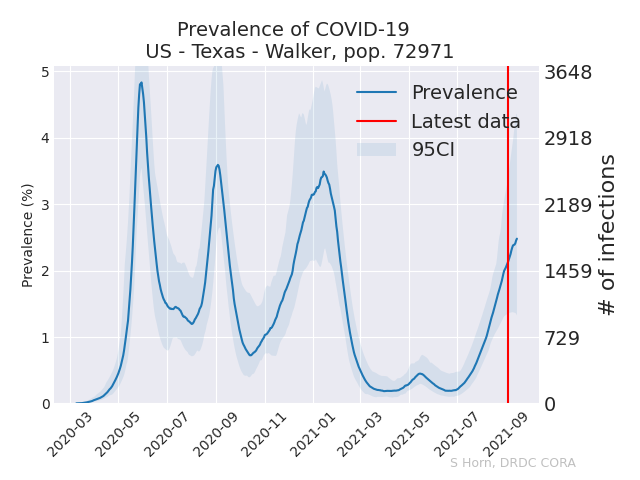 Prevalence of COVID-19
US - Texas - Walker, pop. 72971
Prevalence (%)
5
4
3
2
1
0
3648
2918
2189
1459
729
0
# of infections
Prevalence
Latest data
95CI
2020-03
2020-05
2020-07
2020-09
2020-11
2021-01
2021-03
2021-05
2021-07
2021-09
S Horn, DRDC CORA